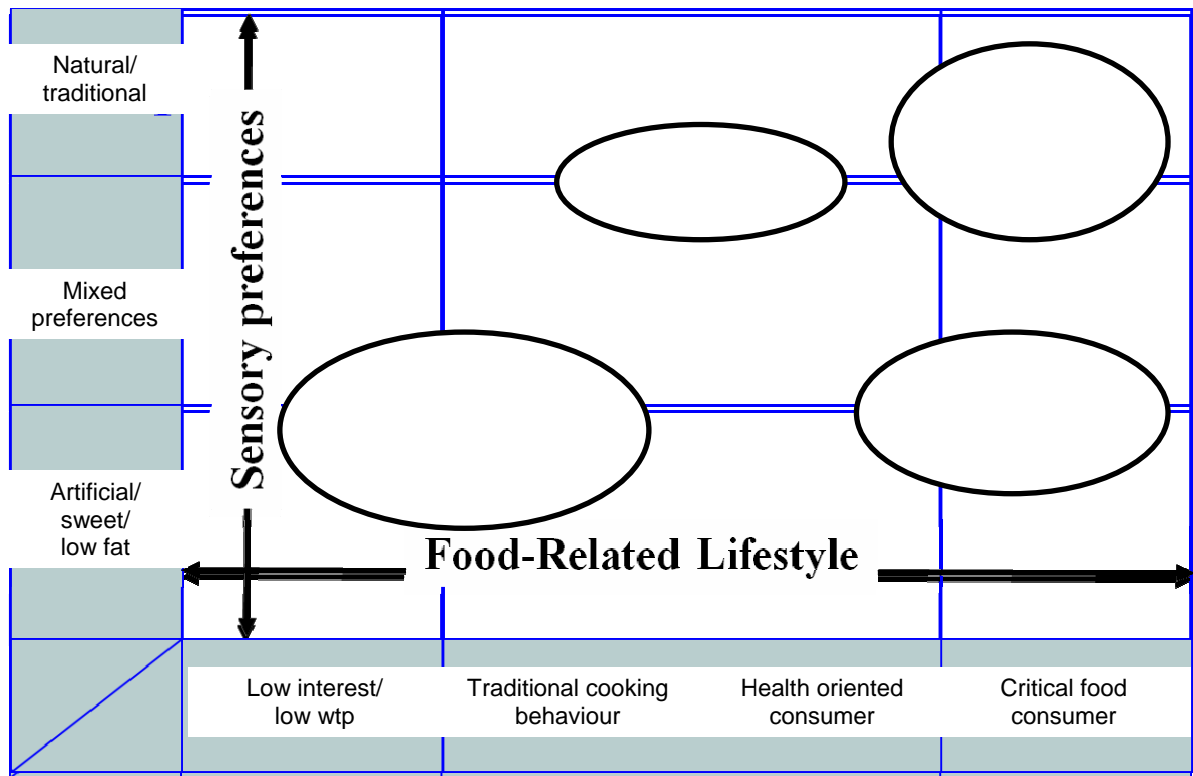 Natural/
traditional
Sensory preferences
Mixed
preferences
Artificial/
sweet/
low fat
Food-Related Lifestyle
Low interest/
low wtp
Traditional cooking
behaviour
Health oriented
consumer
Critical food
consumer